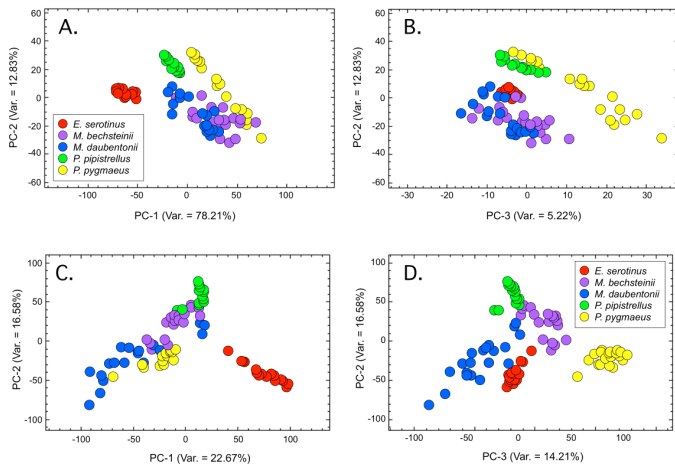 A.
PC-2 (Var. = 12.83%)
60
40
20
0
-20
-40
-60
E. serotinus
M. bechsteinii
M. daubentonii
P. pipistrellus
P. pygmaeus
-100
-50
0
50
100
PC-1 (Var. = 78.21%)
B.
PC-2 (Var. = 12.83%)
60
40
20
0
-20
-40
-60
-20
-10
0
10
20
30
PC-3 (Var. = 5.22%)
C.
PC-2 (Var. = 16.58%)
100
50
0
-50
-100
-100
-50
0
50
100
PC-1 (Var. = 22.67%)
D.
PC-2 (Var. = 16.58%)
100
50
0
-50
-100
E. serotinus
M. bechsteinii
M. daubentonii
P. pipistrellus
P. pygmaeus
-100
-50
0
50
100
PC-3 (Var. = 14.21%)